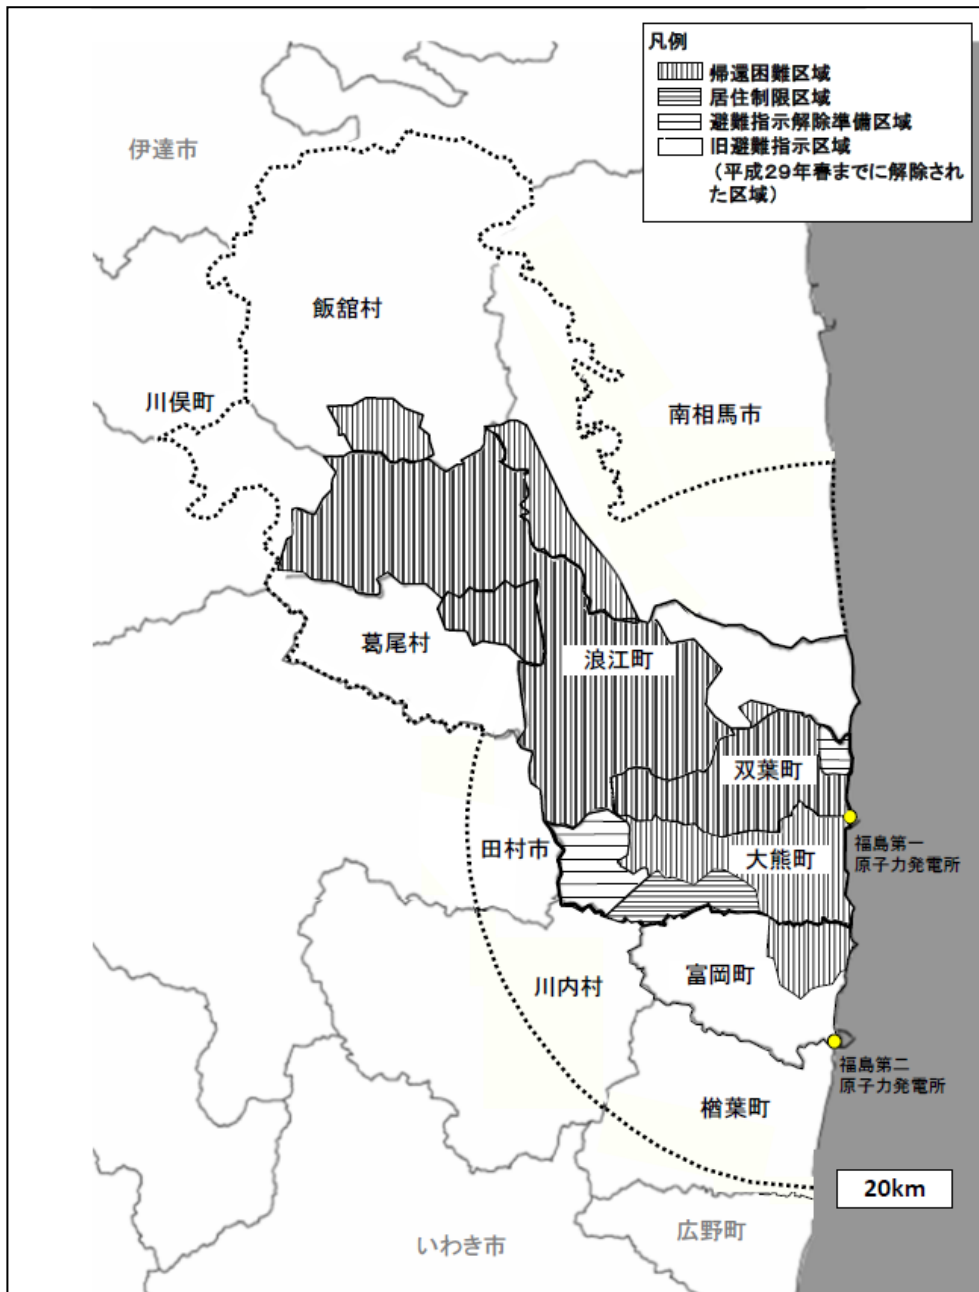 凡例
帰還困難区域
居住制限区域
避難指示解除準備区域
旧避難指示区域
（平成29年春までに解除され
た区域）
伊達市
飯舘村
川俣町
南相馬市
葛尾村
浪江町
双葉町
田村市
大熊町
福島第一
原子力発電所
富岡町
川内村
福島第二
原子力発電所
楢葉町
20km
広野町
いわき市